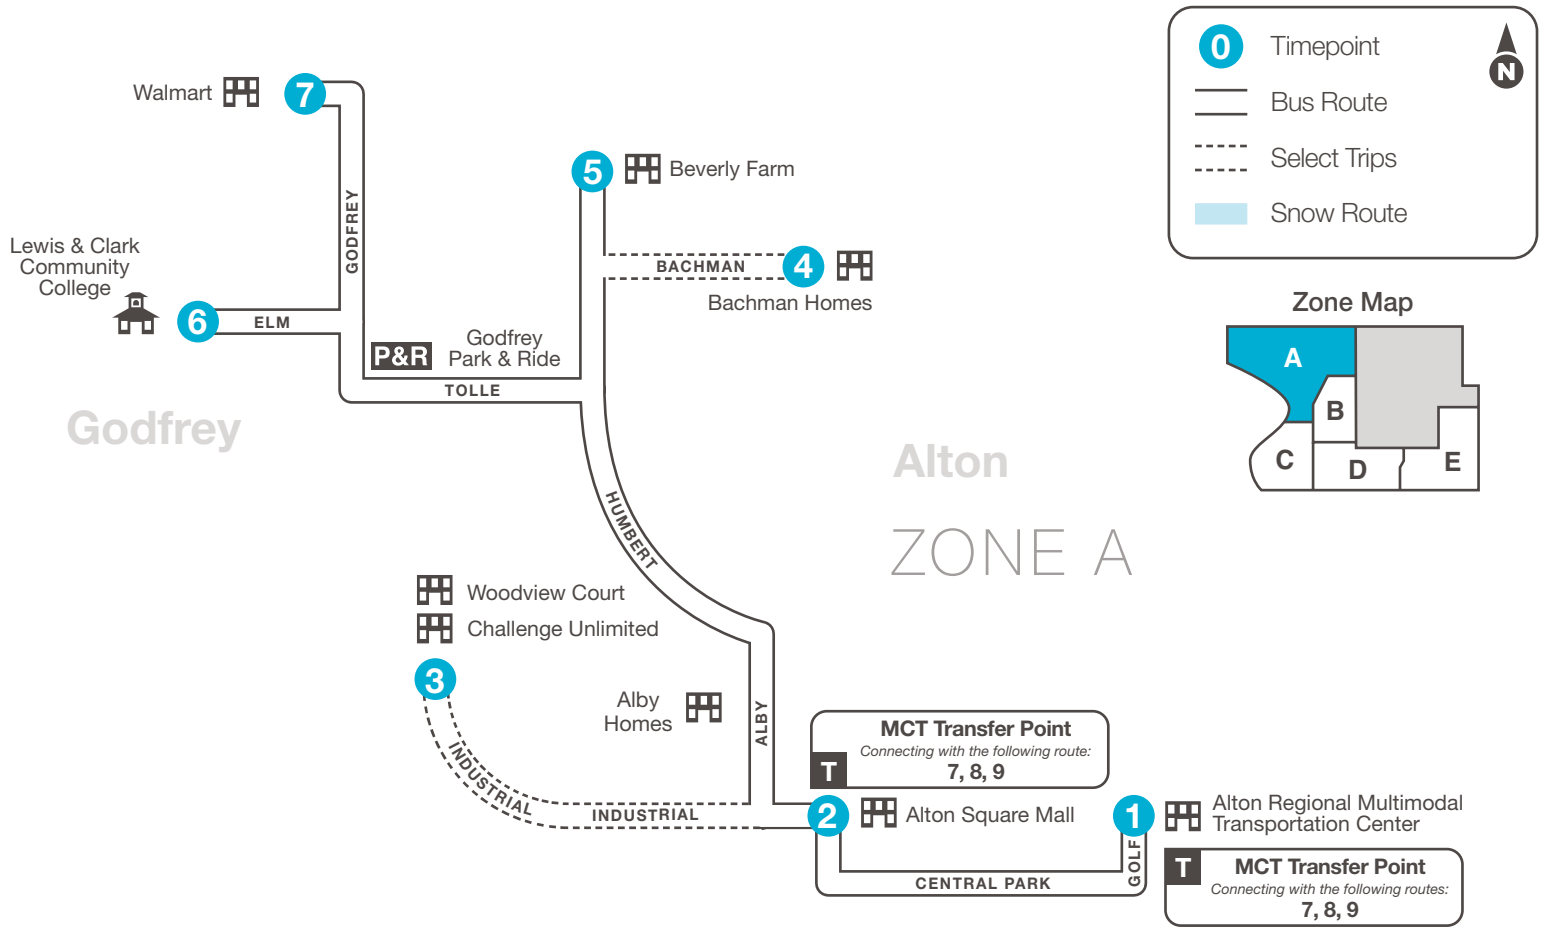 0
Timepoint
N
Bus Route
Select Trips
Snow Route
Walmart
7
5
Beverly Farm
GODFREY
Lewis & Clark
Community
College
BACHMAN
4
Bachman Homes
6
ELM
P&R
Godfrey
Park & Ride
TOLLE
Zone Map
A
B
C
D
E
Godfrey
Alton
ZONE A
HUMBERT
Woodview Court
Challenge Unlimited
3
Alby
Homes
ALBY
INDUSTRIAL
INDUSTRIAL
MCT Transfer Point
Connecting with the following route:
T
7, 8, 9
2
Alton Square Mall
1
Alton Regional Multimodal
Transportation Center
GOLF
CENTRAL PARK
T
MCT Transfer Point
Connecting with the following routes:
7, 8, 9